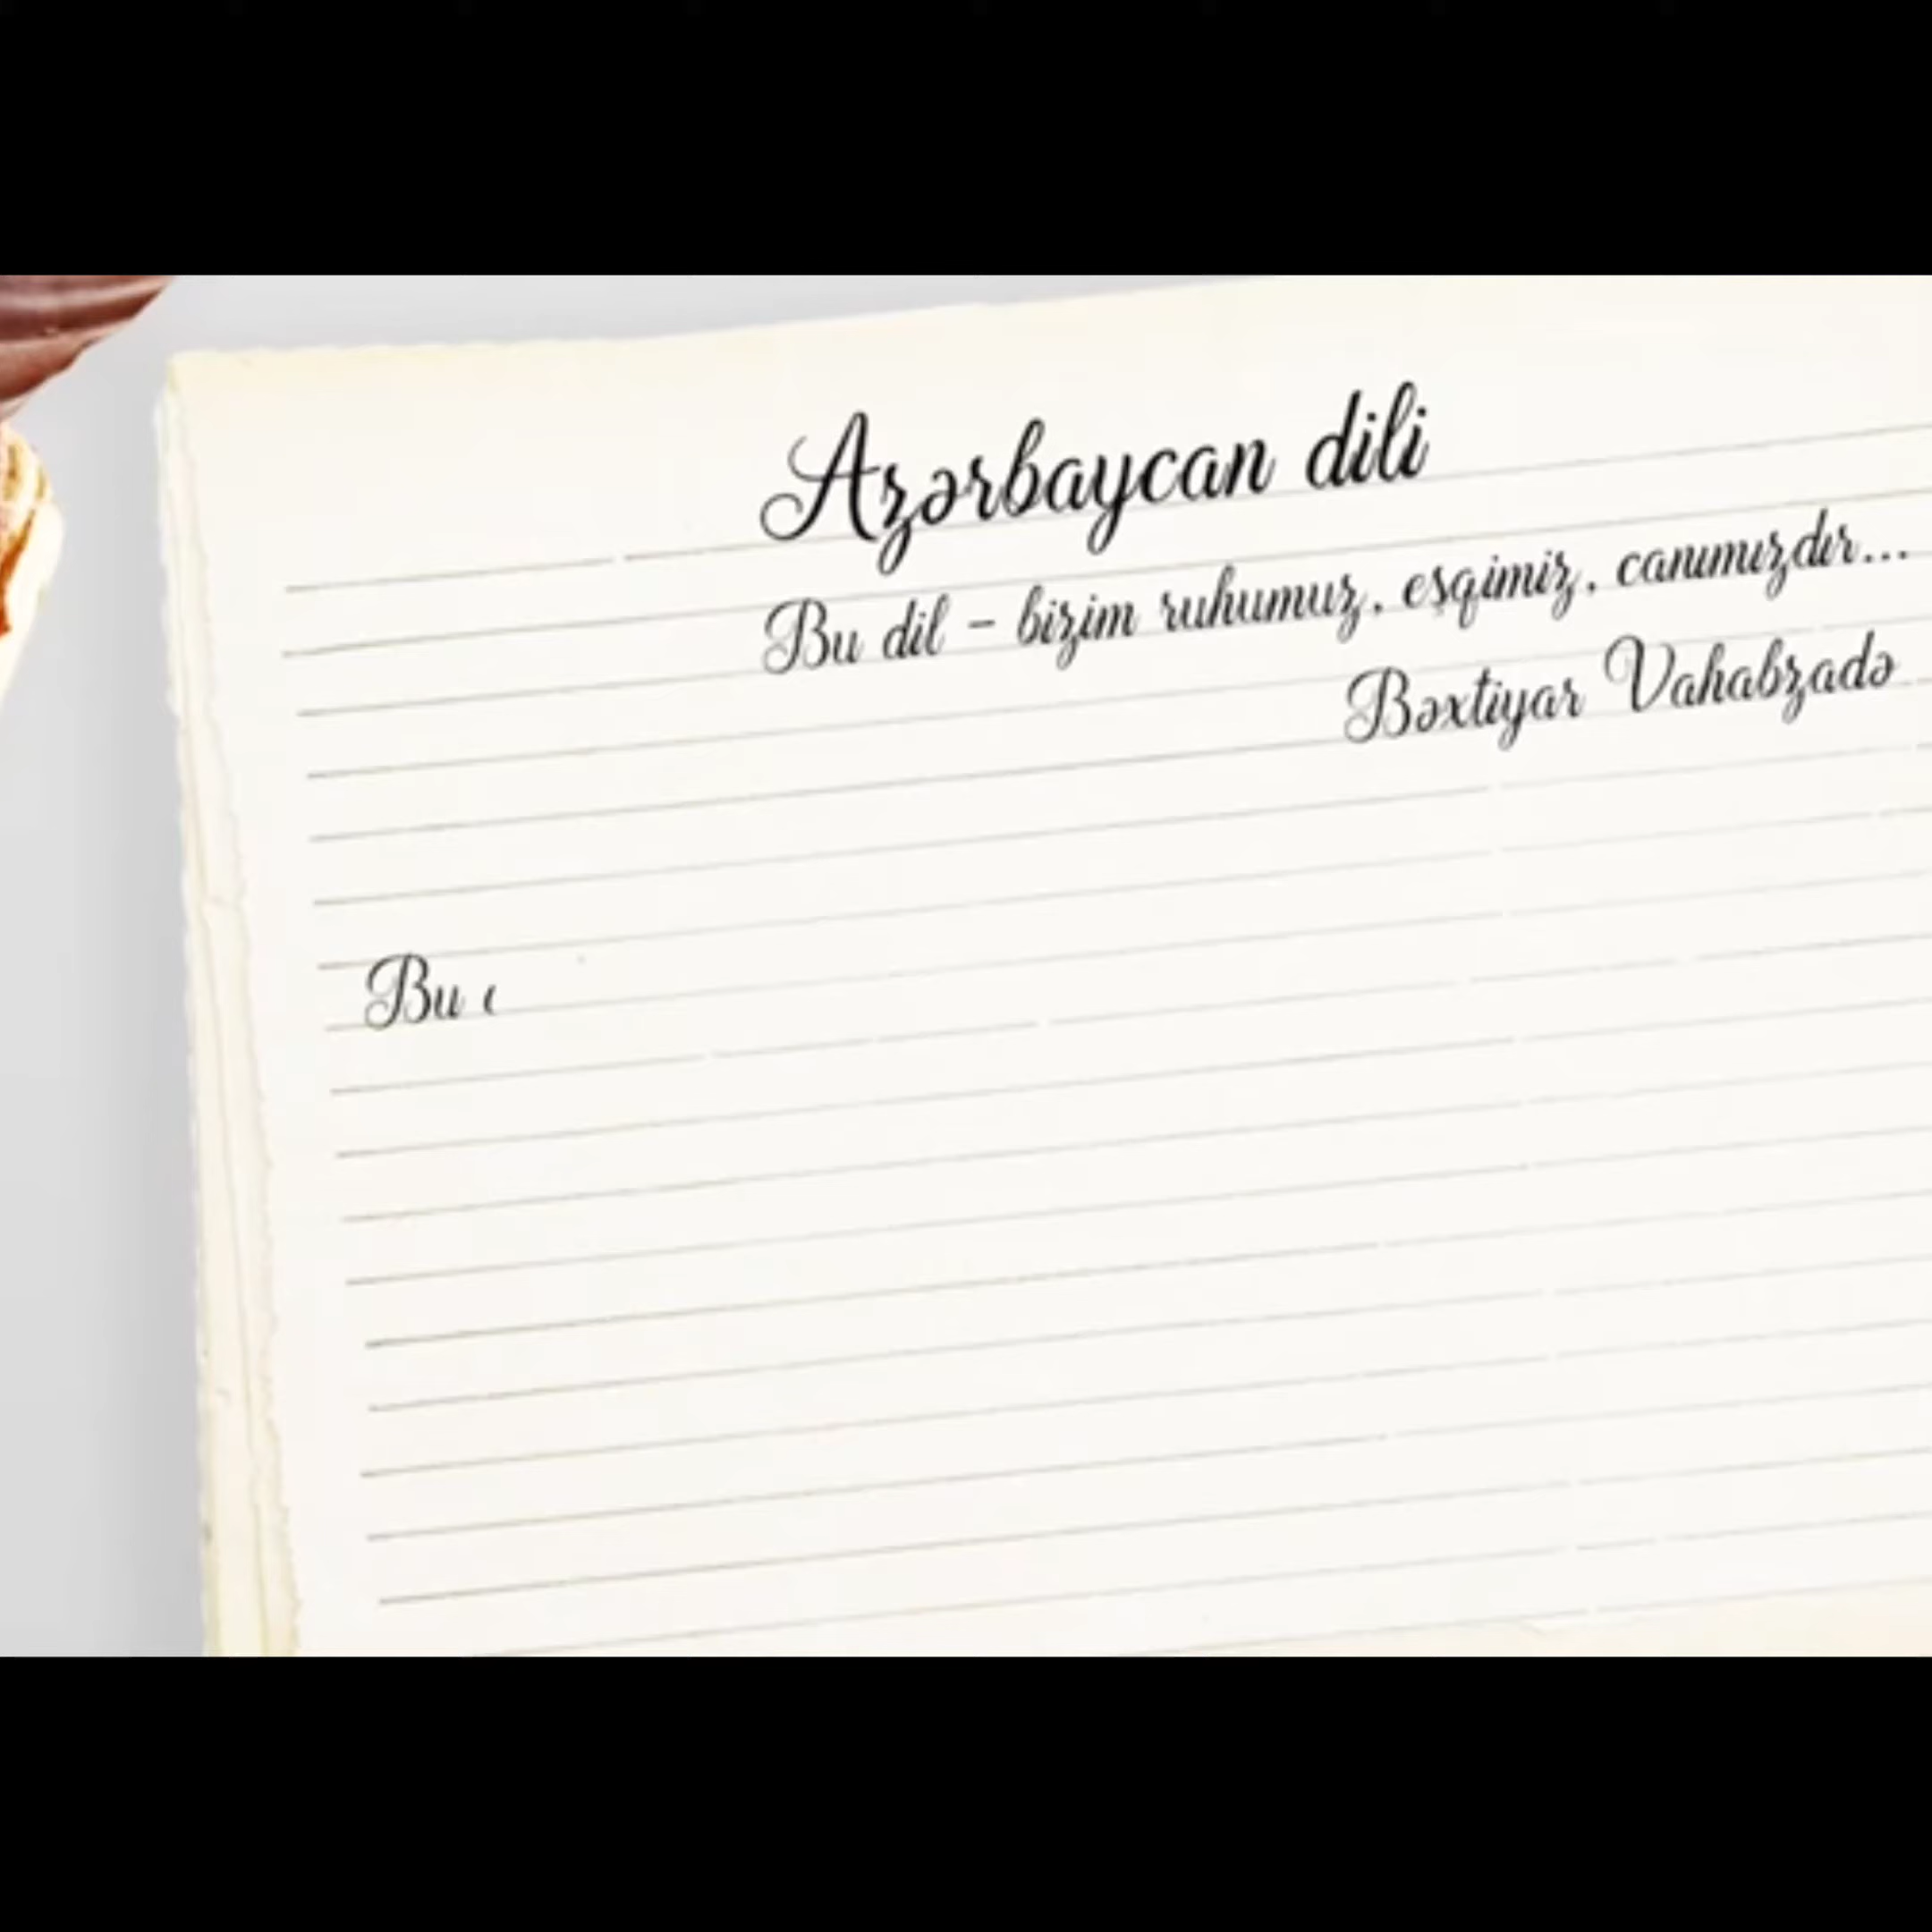 Azərbaycan dili
Bu dil – bizim ruhumuz, eşqimiz, canımızdır...
Bəxtiyar Vahabzadə
Bu